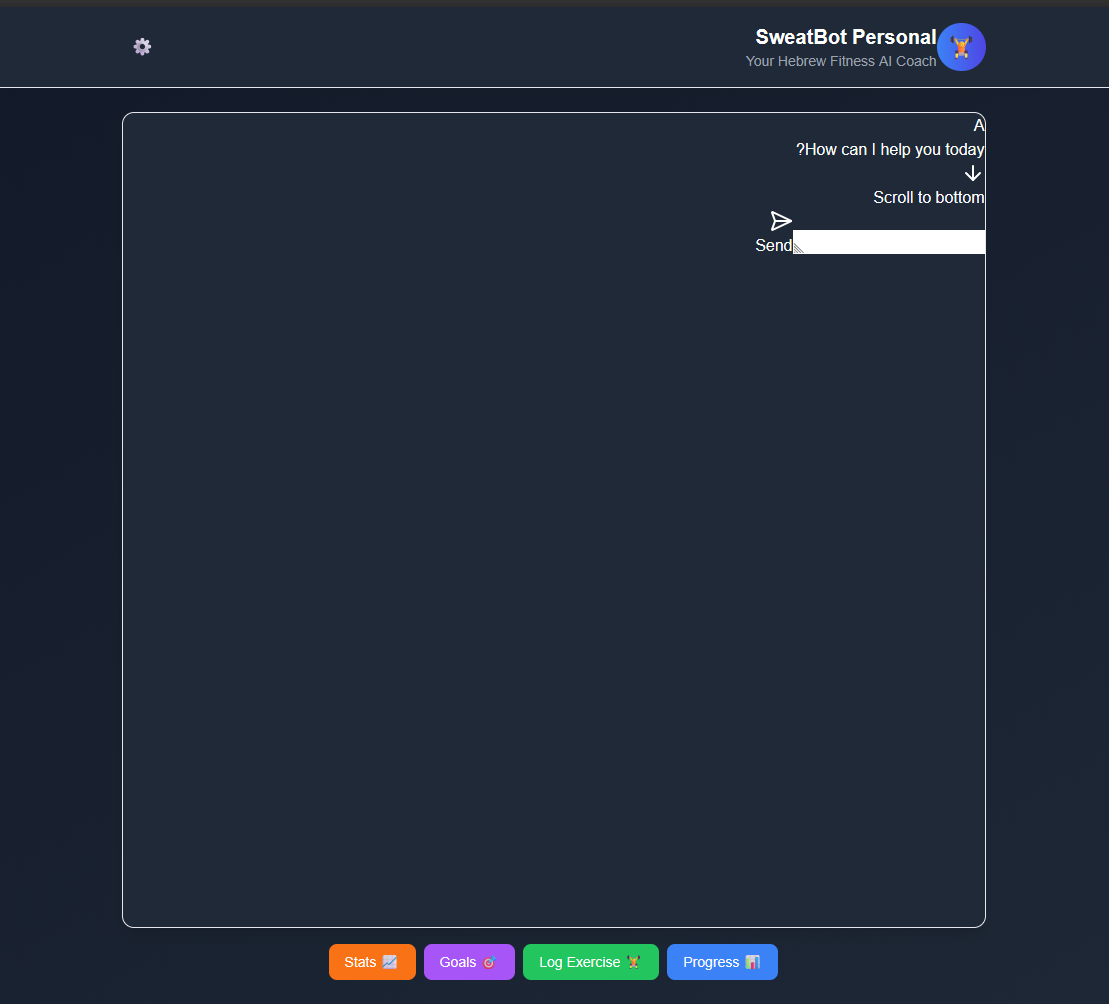 SweatBot Personal
Your Hebrew Fitness AI Coach
A
?How can I help you today
Scroll to bottom
Send
Stats
Goals
Log Exercise
Progress